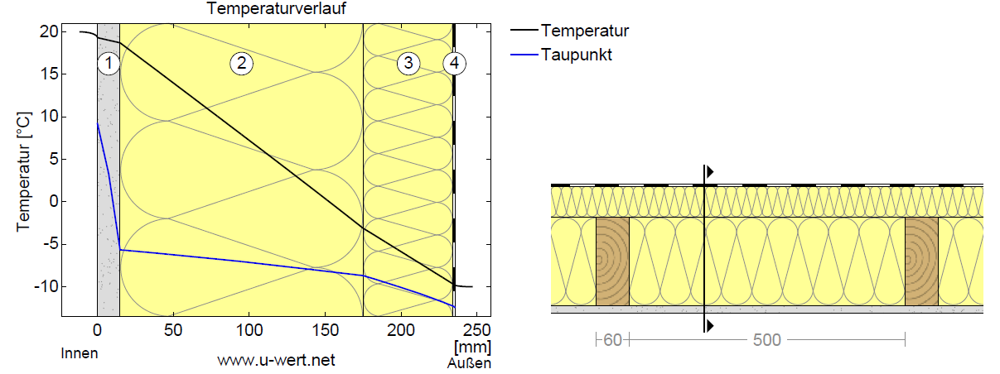 Temperaturverlauf
Temperatur
Taupunkt
Temperatur [°C]
20
15
10
5
0
-5
-10
1 2 3 4
0 50 100 150 200 250
[mm]
Innen
www.u-wert.net
Außen
60 500